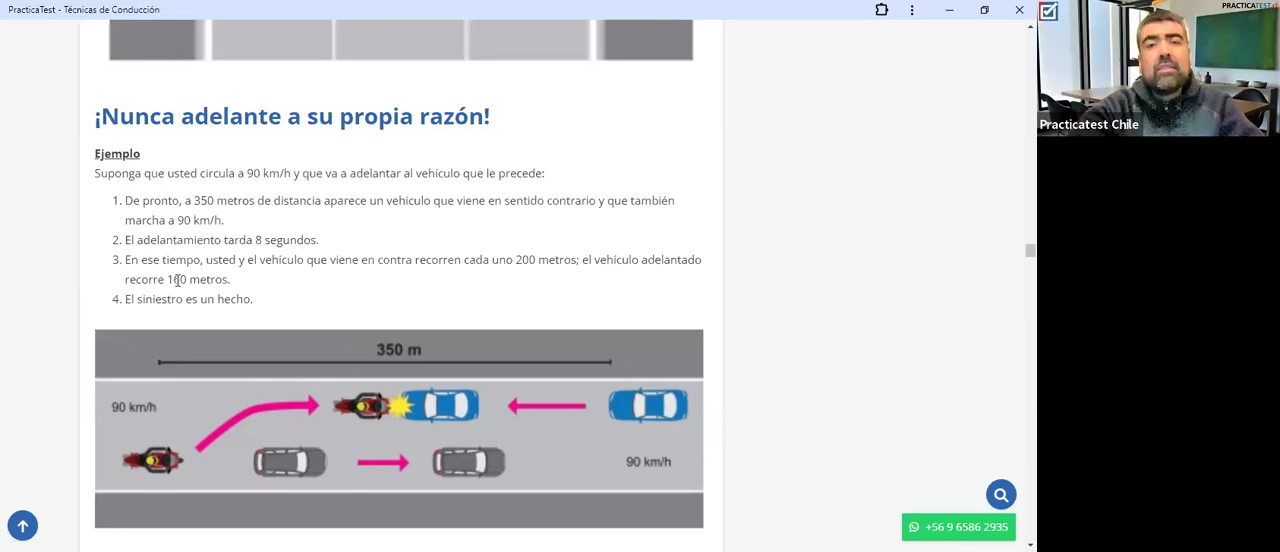 PracticaTest - Técnicas de Conducción
PRACTICATEST
¡Nunca adelante a su propia razón!
Ejemplo
Suponga que usted circula a 90 km/h y que va a adelantar al vehículo que le precede:
1. De pronto, a 350 metros de distancia aparece un vehículo que viene en sentido contrario y que también
marcha a 90 km/h.
2. El adelantamiento tarda 8 segundos.
3. En ese tiempo, usted y el vehículo que viene en contra recorren cada uno 200 metros; el vehículo adelantado
recorre 160 metros.
4. El siniestro es un hecho.
350 m
90 km/h
90 km/h
+56 9 6586 2935
Practicatest Chile